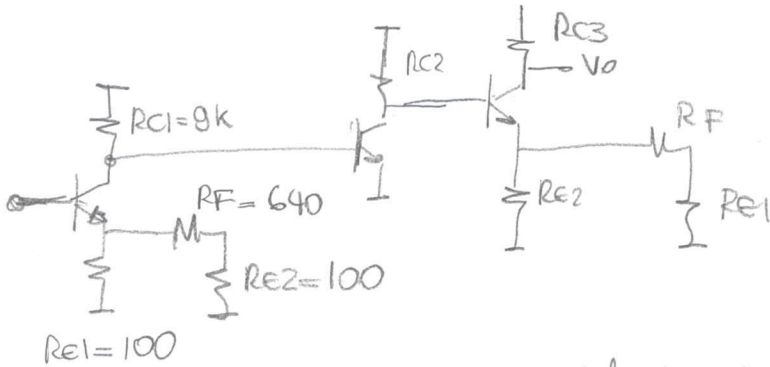 RC3
Vo
RC2
RC1=9k
RF
RF=640
RE2
RE1
RE2=100
RE1=100